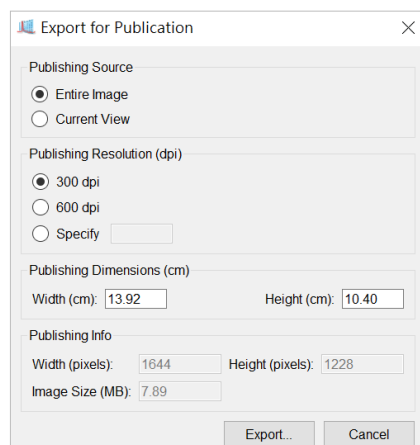 Export for Publication
Publishing Source
Entire Image
Current View
Publishing Resolution (dpi)
300 dpi
600 dpi
Specify
Publishing Dimensions (cm)
Width (cm): 13.92 Height (cm): 10.40
Publishing Info
Width (pixels): 1644 Height (pixels): 1228
Image Size (MB): 7.89
Export... Cancel